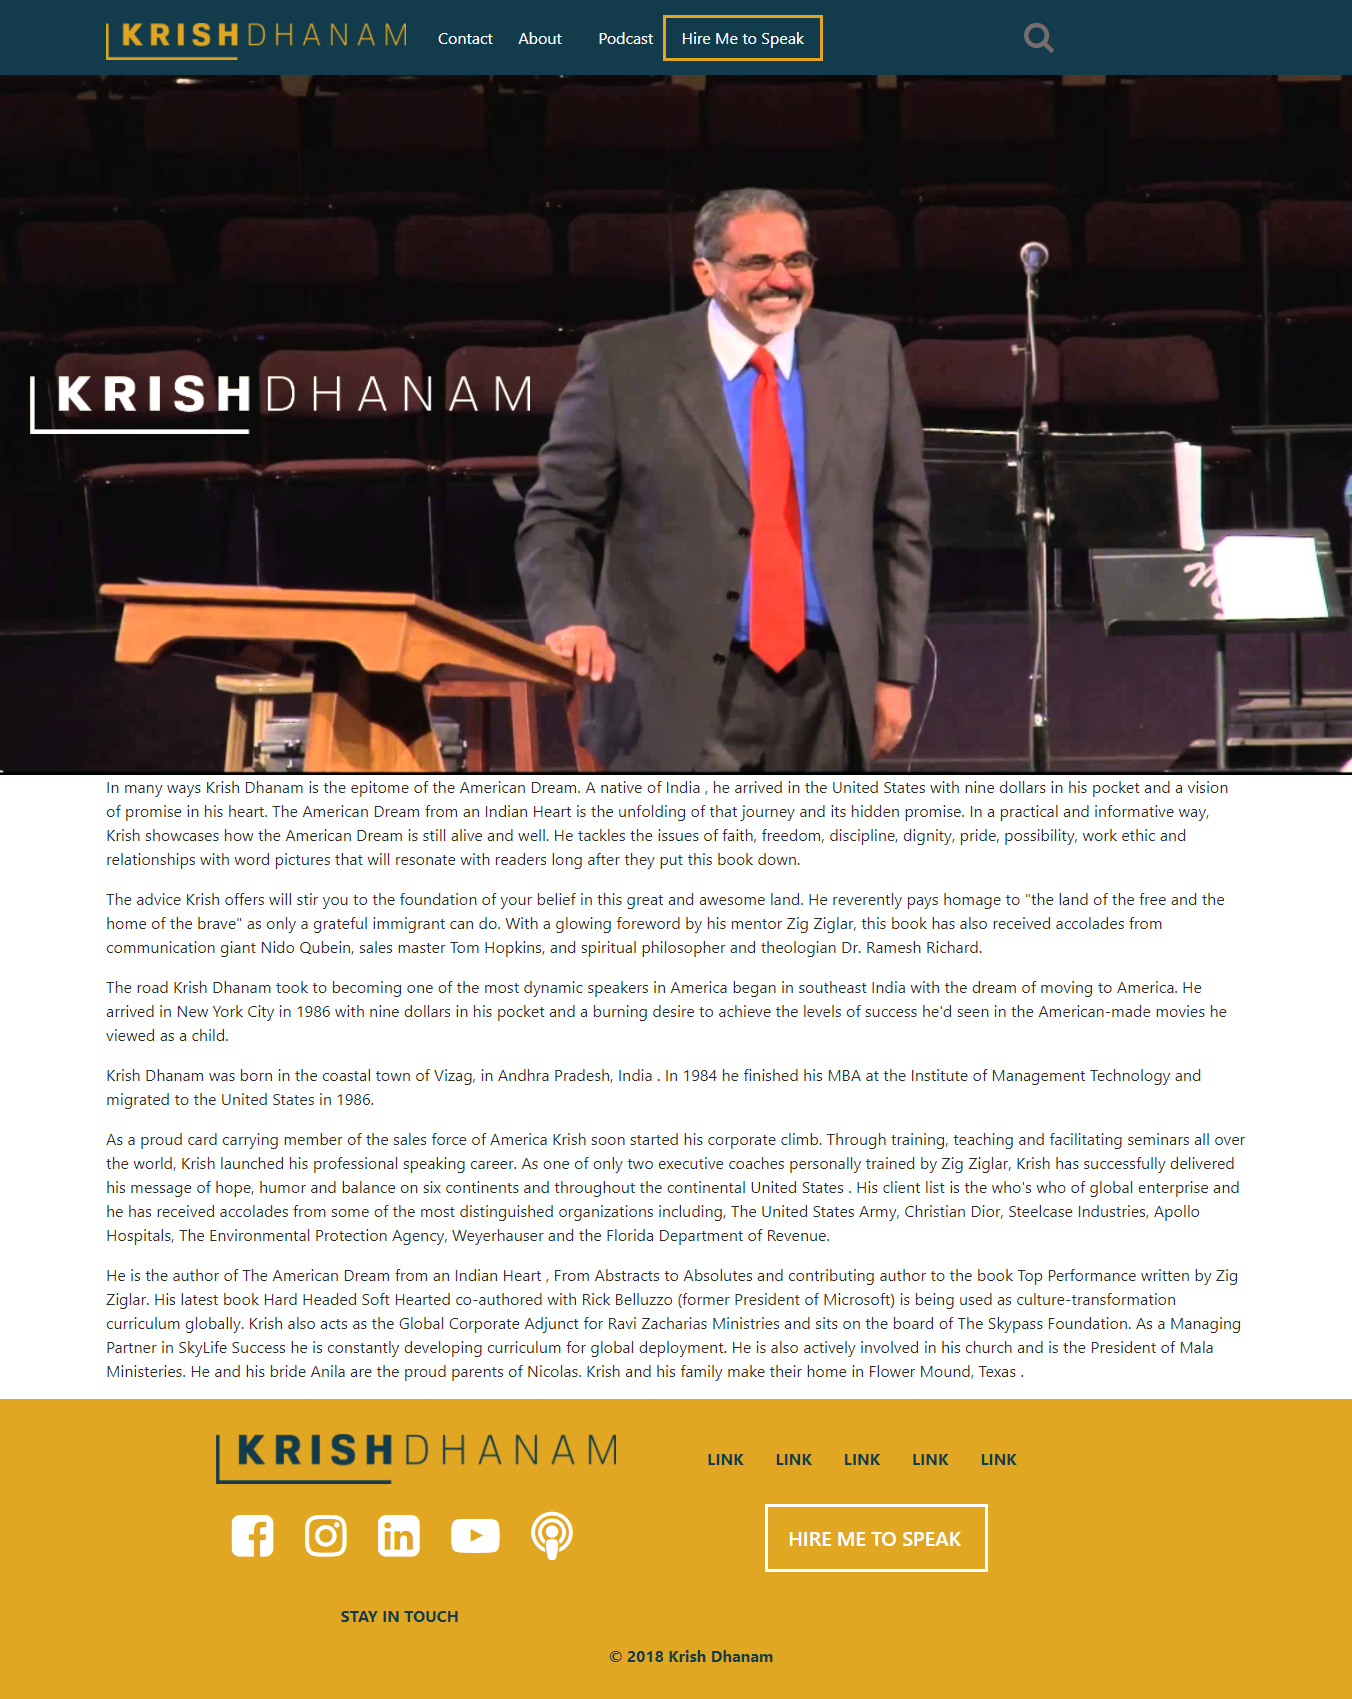 KRISHDHANAM Contact About Podcast Hire Me to Speak
KRISHDHANAM
In many ways Krish Dhanam is the epitome of the American Dream. A native of India , he arrived in the United States with nine dollars in his pocket and a vision
of promise in his heart. The American Dream from an Indian Heart is the unfolding of that journey and its hidden promise. In a practical and informative way,
Krish showcases how the American Dream is still alive and well. He tackles the issues of faith, freedom, discipline, dignity, pride, possibility, work ethic and
relationships with word pictures that will resonate with readers long after they put this book down.
The advice Krish offers will stir you to the foundation of your belief in this great and awesome land. He reverently pays homage to "the land of the free and the
home of the brave" as only a grateful immigrant can do. With a glowing foreword by his mentor Zig Ziglar, this book has also received accolades from
communication giant Nido Qubein, sales master Tom Hopkins, and spiritual philosopher and theologian Dr. Ramesh Richard.
The road Krish Dhanam took to becoming one of the most dynamic speakers in America began in southeast India with the dream of moving to America. He
arrived in New York City in 1986 with nine dollars in his pocket and a burning desire to achieve the levels of success he'd seen in the American-made movies he
viewed as a child.
Krish Dhanam was born in the coastal town of Vizag, in Andhra Pradesh, India . In 1984 he finished his MBA at the Institute of Management Technology and
migrated to the United States in 1986.
As a proud card carrying member of the sales force of America Krish soon started his corporate climb. Through training, teaching and facilitating seminars all over
the world, Krish launched his professional speaking career. As one of only two executive coaches personally trained by Zig Ziglar, Krish has successfully delivered
his message of hope, humor and balance on six continents and throughout the continental United States . His client list is the who's who of global enterprise and
he has received accolades from some of the most distinguished organizations including, The United States Army, Christian Dior, Steelcase Industries, Apollo
Hospitals, The Environmental Protection Agency, Weyerhauser and the Florida Department of Revenue.
He is the author of The American Dream from an Indian Heart , From Abstracts to Absolutes and contributing author to the book Top Performance written by Zig
Ziglar. His latest book Hard Headed Soft Hearted co-authored with Rick Belluzzo (former President of Microsoft) is being used as culture-transformation
curriculum globally. Krish also acts as the Global Corporate Adjunct for Ravi Zacharias Ministries and sits on the board of The Skypass Foundation. As a Managing
Partner in SkyLife Success he is constantly developing curriculum for global deployment. He is also actively involved in his church and is the President of Mala
Ministeries. He and his bride Anila are the proud parents of Nicolas. Krish and his family make their home in Flower Mound, Texas .
KRISHDHANAM
LINK LINK LINK LINK LINK
HIRE ME TO SPEAK
STAY IN TOUCH
© 2018 Krish Dhanam